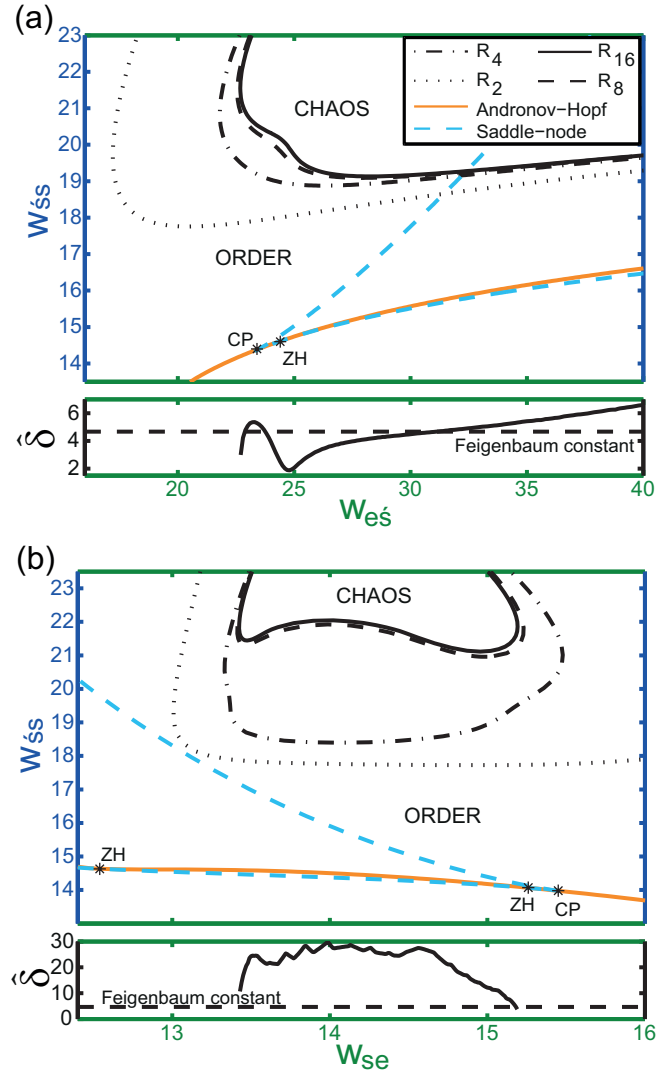 (a)
23
22
21
20
19
18
17
16
15
14
wśs
R4
R16
R2
R8
Andronov-Hopf
Saddle-node
CHAOS
ORDER
CP
ZH
6
4
2
δ̂
Feigenbaum constant
20
25
30
35
40
weś
(b)
23
22
21
20
19
18
17
16
15
14
wśs
CHAOS
ORDER
ZH
ZH
CP
30
20
10
0
δ̂
Feigenbaum constant
13
14
15
16
wse